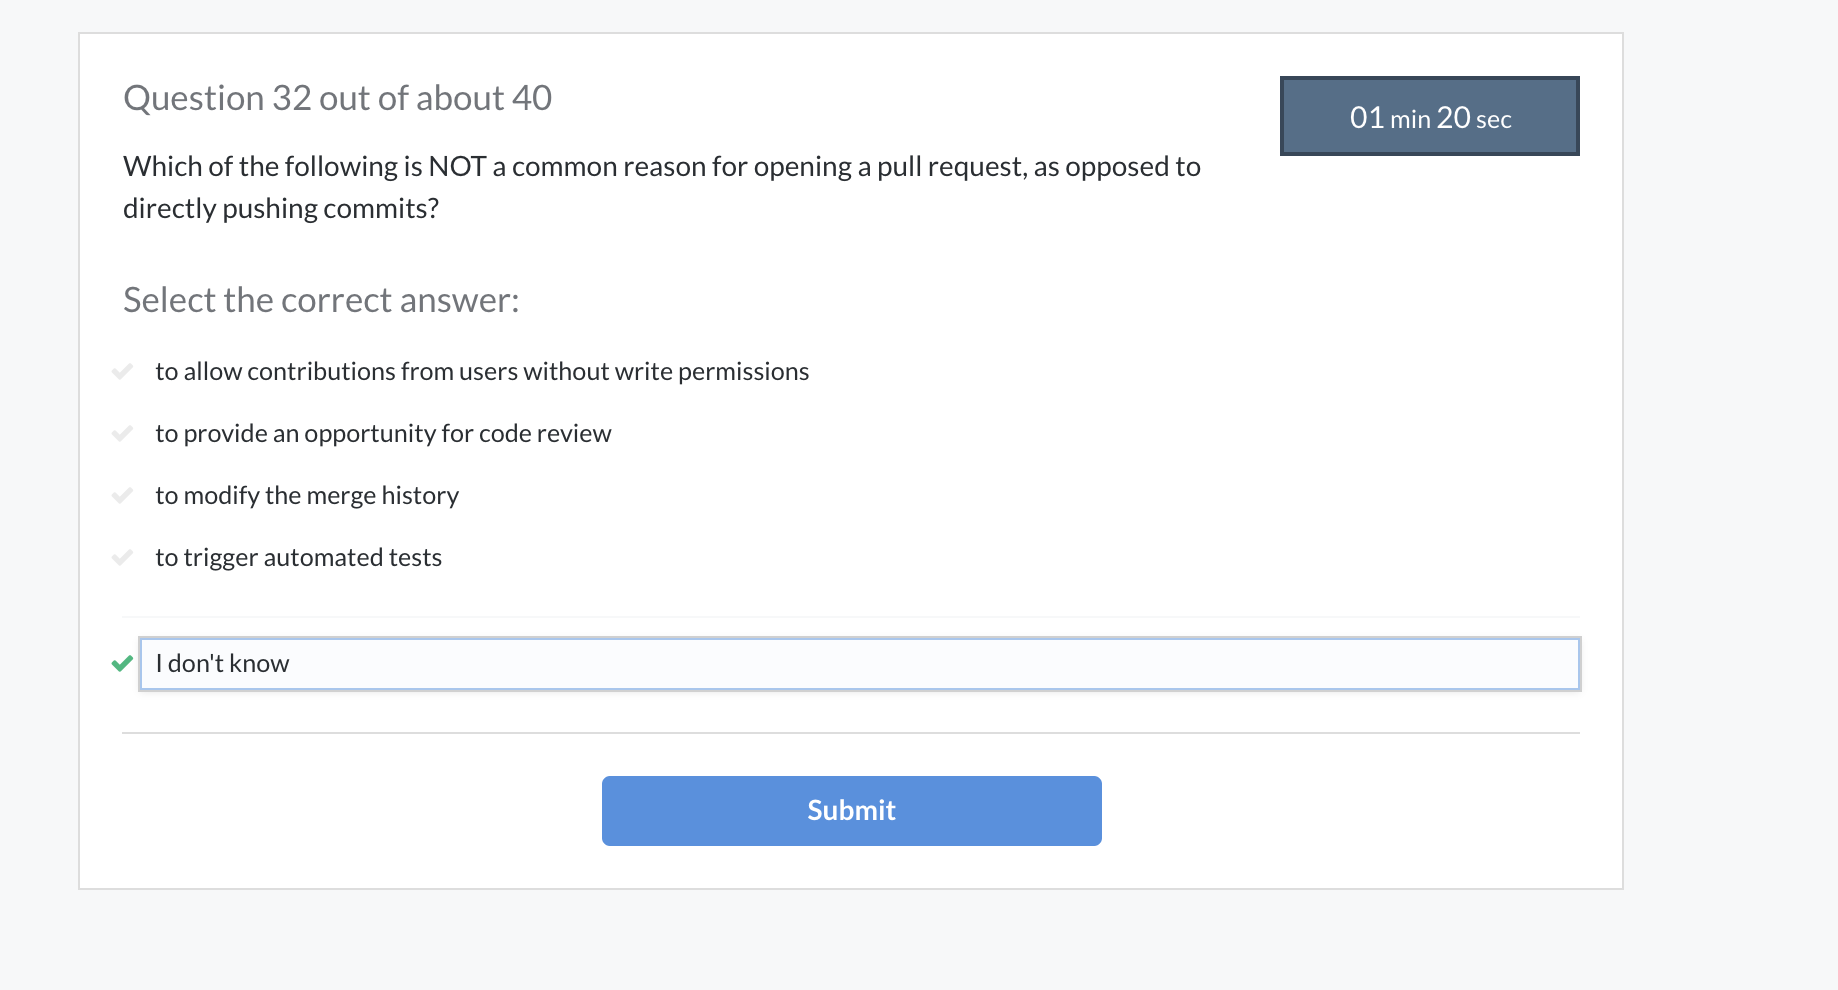 Question 32 out of about 40
01 min 20 sec
Which of the following is NOT a common reason for opening a pull request, as opposed to
directly pushing commits?
Select the correct answer:
to allow contributions from users without write permissions
to provide an opportunity for code review
to modify the merge history
to trigger automated tests
I don't know
Submit